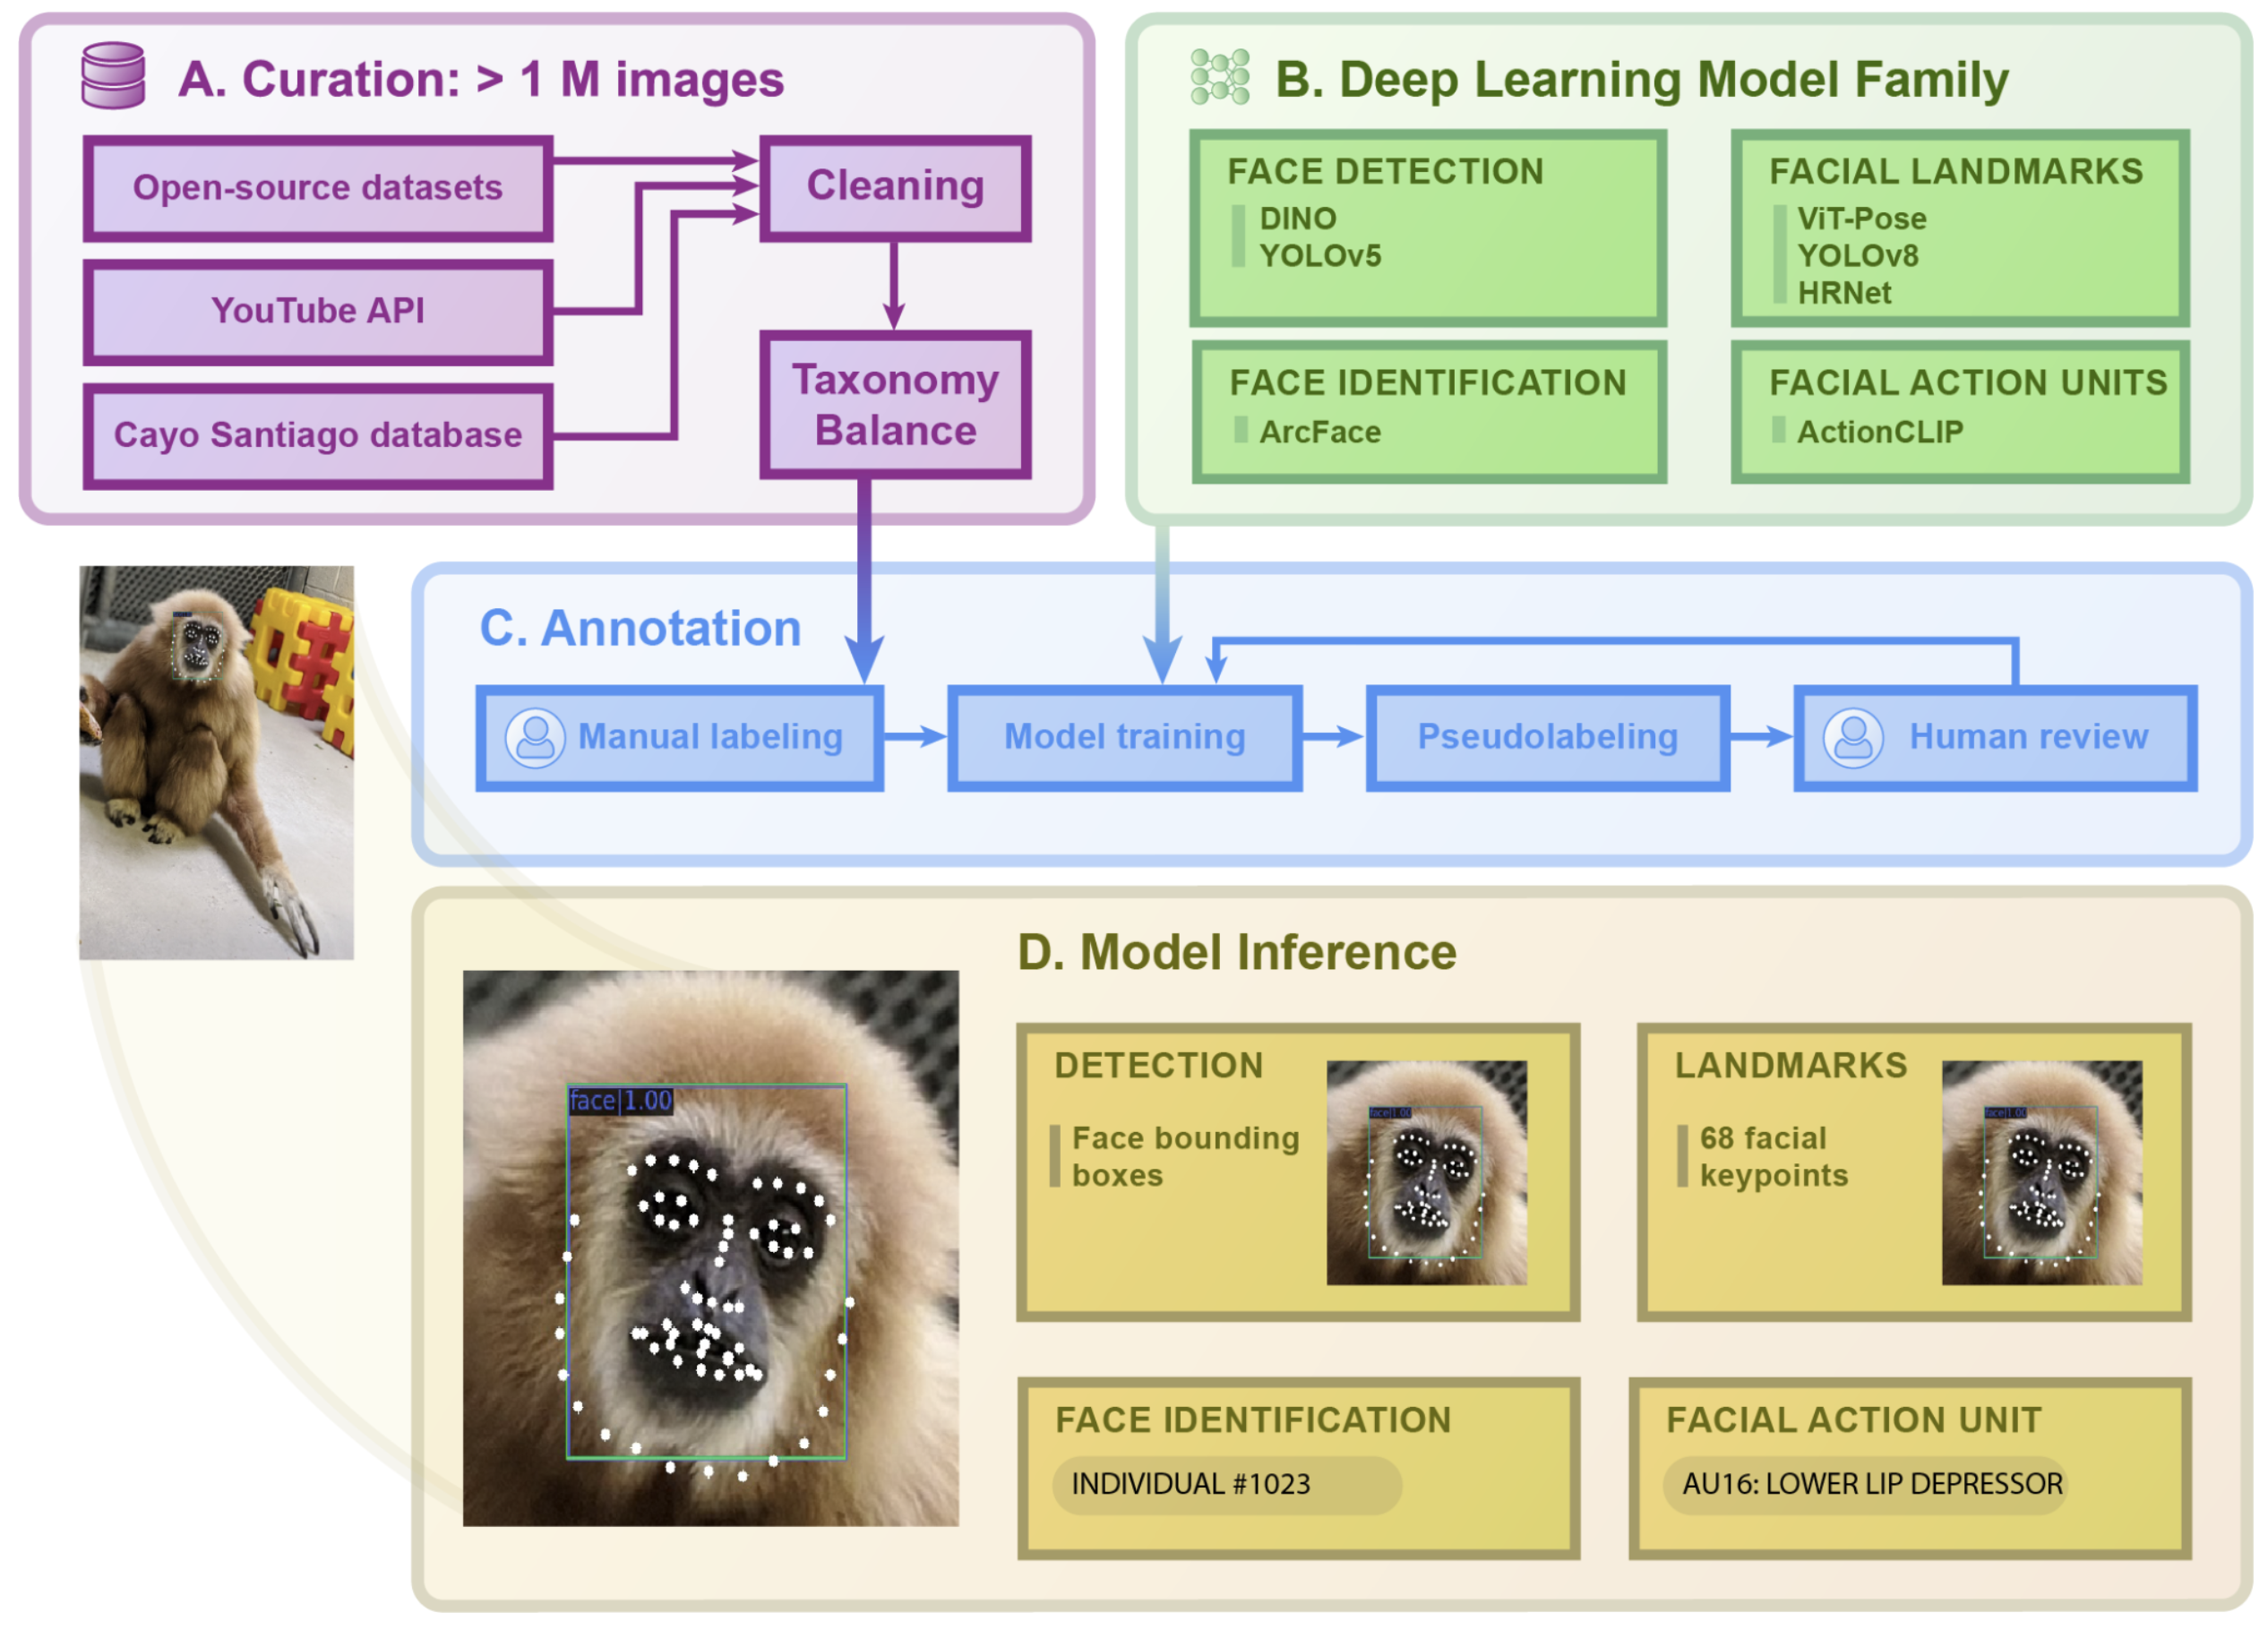 A. Curation: > 1 M images
Open-source datasets
YouTube API
Cayo Santiago database
Cleaning
Taxonomy
Balance
B. Deep Learning Model Family
FACE DETECTION
DINO
YOLOv5
FACIAL LANDMARKS
ViT-Pose
YOLOv8
HRNet
FACE IDENTIFICATION
ArcFace
FACIAL ACTION UNITS
ActionCLIP
C. Annotation
Manual labeling
Model training
Pseudolabeling
Human review
D. Model Inference
face|1.00
DETECTION
Face bounding
boxes
face|1.00
LANDMARKS
68 facial
keypoints
face|1.00
FACE IDENTIFICATION
INDIVIDUAL #1023
FACIAL ACTION UNIT
AU16: LOWER LIP DEPRESSOR